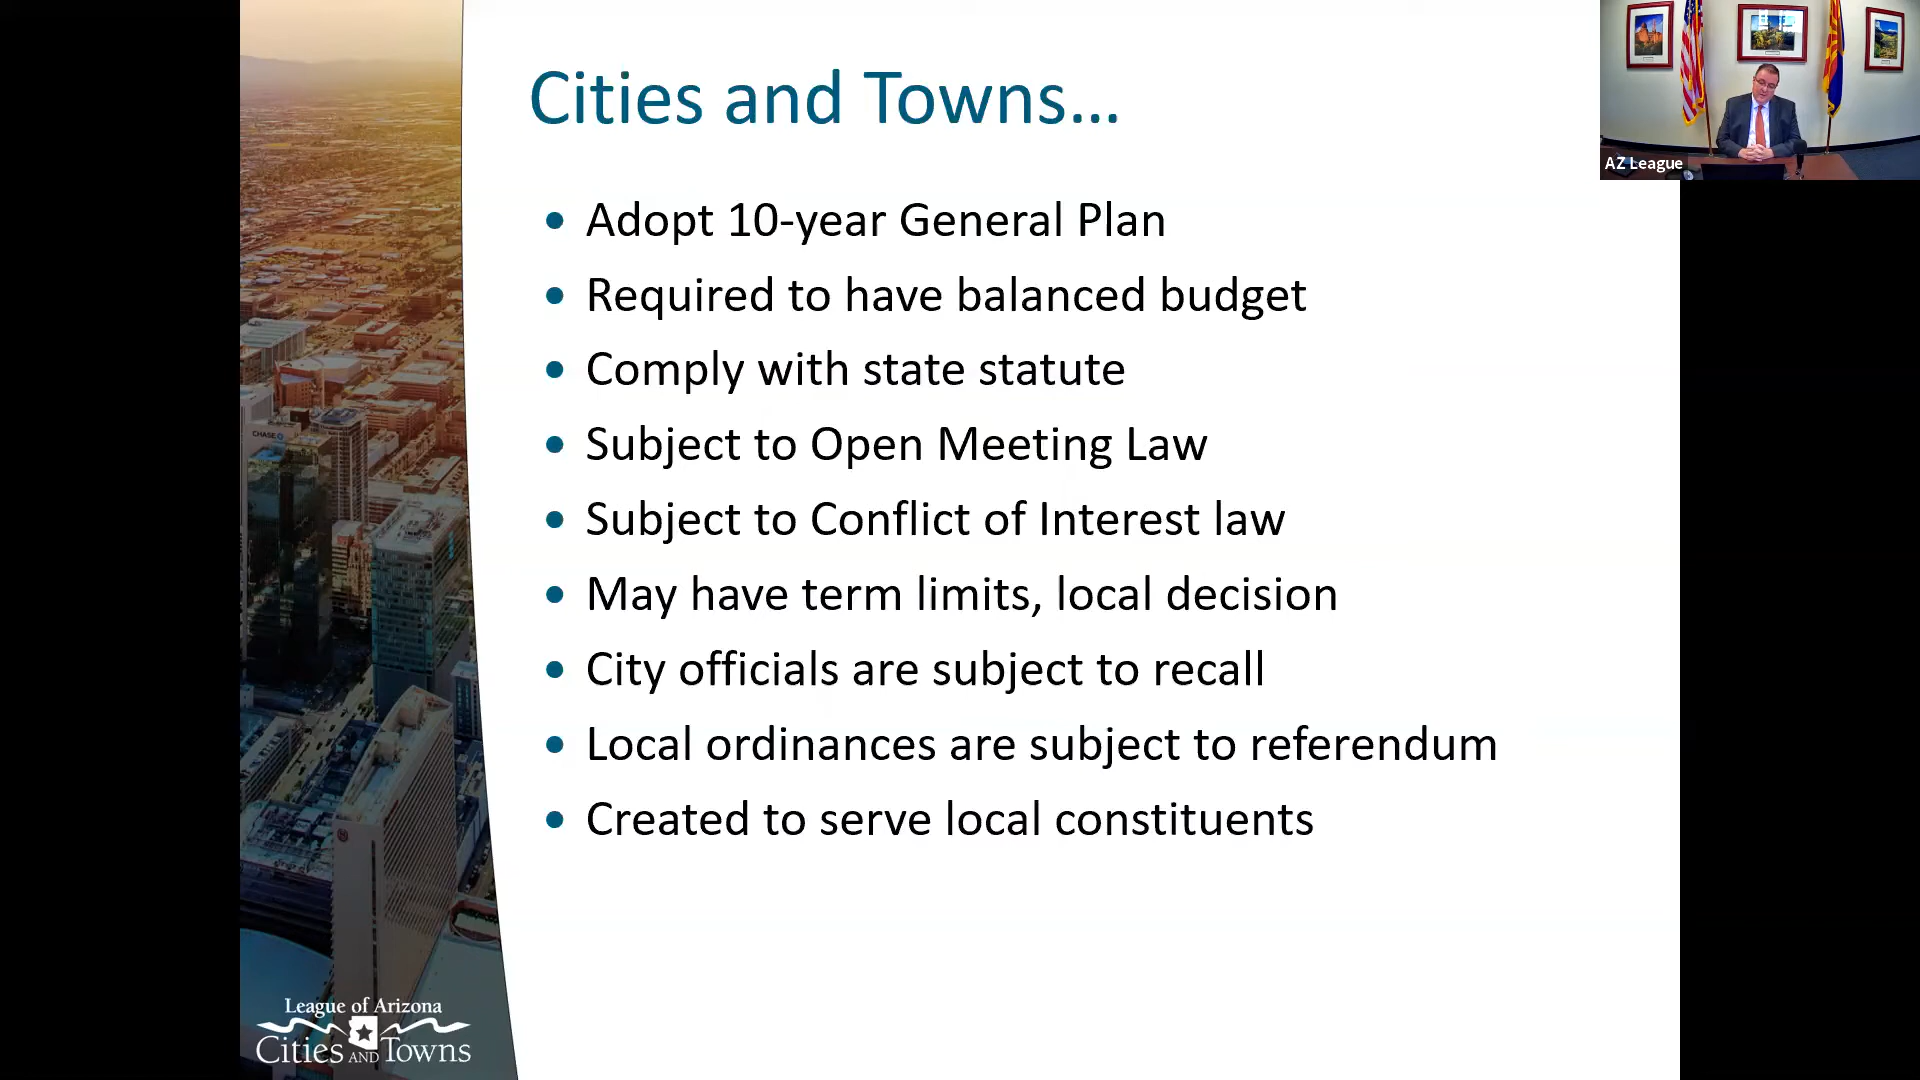 Cities and Towns...
• Adopt 10-year General Plan
• Required to have balanced budget
• Comply with state statute
• Subject to Open Meeting Law
• Subject to Conflict of Interest law
• May have term limits, local decision
• City officials are subject to recall
• Local ordinances are subject to referendum
• Created to serve local constituents
AZ League
CHASE
League of Arizona
Cities AND Towns